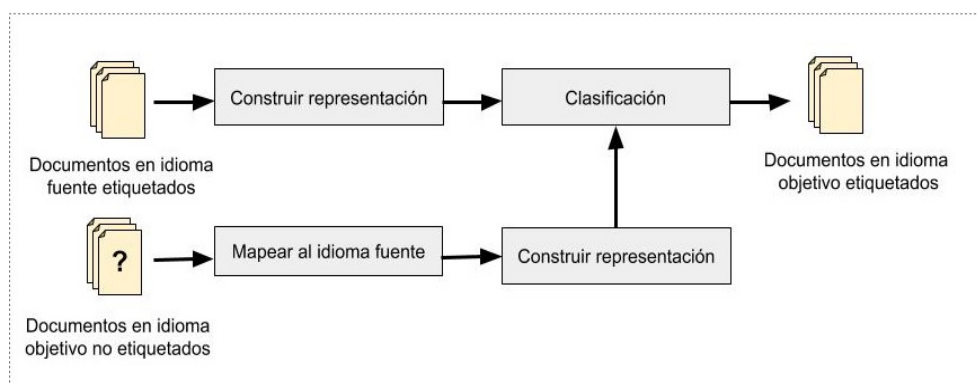 Construir representación
Clasificación
Documentos en idioma
fuente etiquetados
Documentos en idioma
objetivo etiquetados
?
Mapear al idioma fuente
Construir representación
Documentos en idioma
objetivo no etiquetados